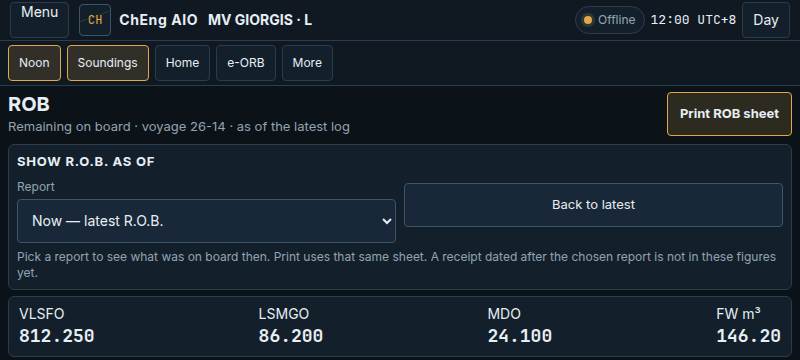 Menu
CH
ChEng AIO MV GIORGIS · L
Offline
12:00 UTC+8
Day
Noon
Soundings
Home
e-ORB
More
ROB
Remaining on board · voyage 26-14 · as of the latest log
Print ROB sheet
SHOW R.O.B. AS OF
Report
Now — latest R.O.B.
Back to latest
Pick a report to see what was on board then. Print uses that same sheet. A receipt dated after the chosen report is not in these figures
yet.
VLSFO
812.250
LSMGO
86.200
MDO
24.100
FW m³
146.20